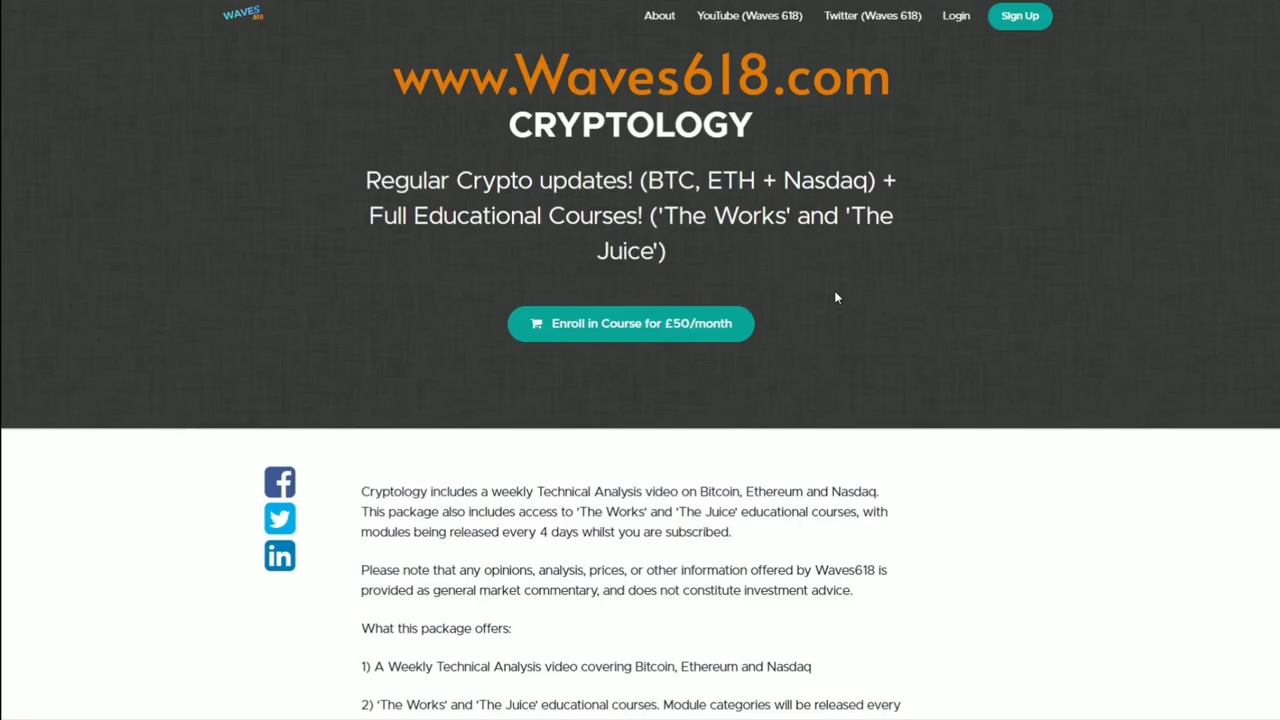 WAVES
.618
About
YouTube (Waves 618)
Twitter (Waves 618)
Login
Sign Up
www.Waves618.com
CRYPTOLOGY
Regular Crypto updates! (BTC, ETH + Nasdaq) +
Full Educational Courses! ('The Works' and 'The
Juice')
Enroll in Course for £50/month
Cryptology includes a weekly Technical Analysis video on Bitcoin, Ethereum and Nasdaq.
This package also includes access to 'The Works' and 'The Juice' educational courses, with
modules being released every 4 days whilst you are subscribed.
Please note that any opinions, analysis, prices, or other information offered by Waves618 is
provided as general market commentary, and does not constitute investment advice.
What this package offers:
1) A Weekly Technical Analysis video covering Bitcoin, Ethereum and Nasdaq
2) 'The Works' and 'The Juice' educational courses. Module categories will be released every